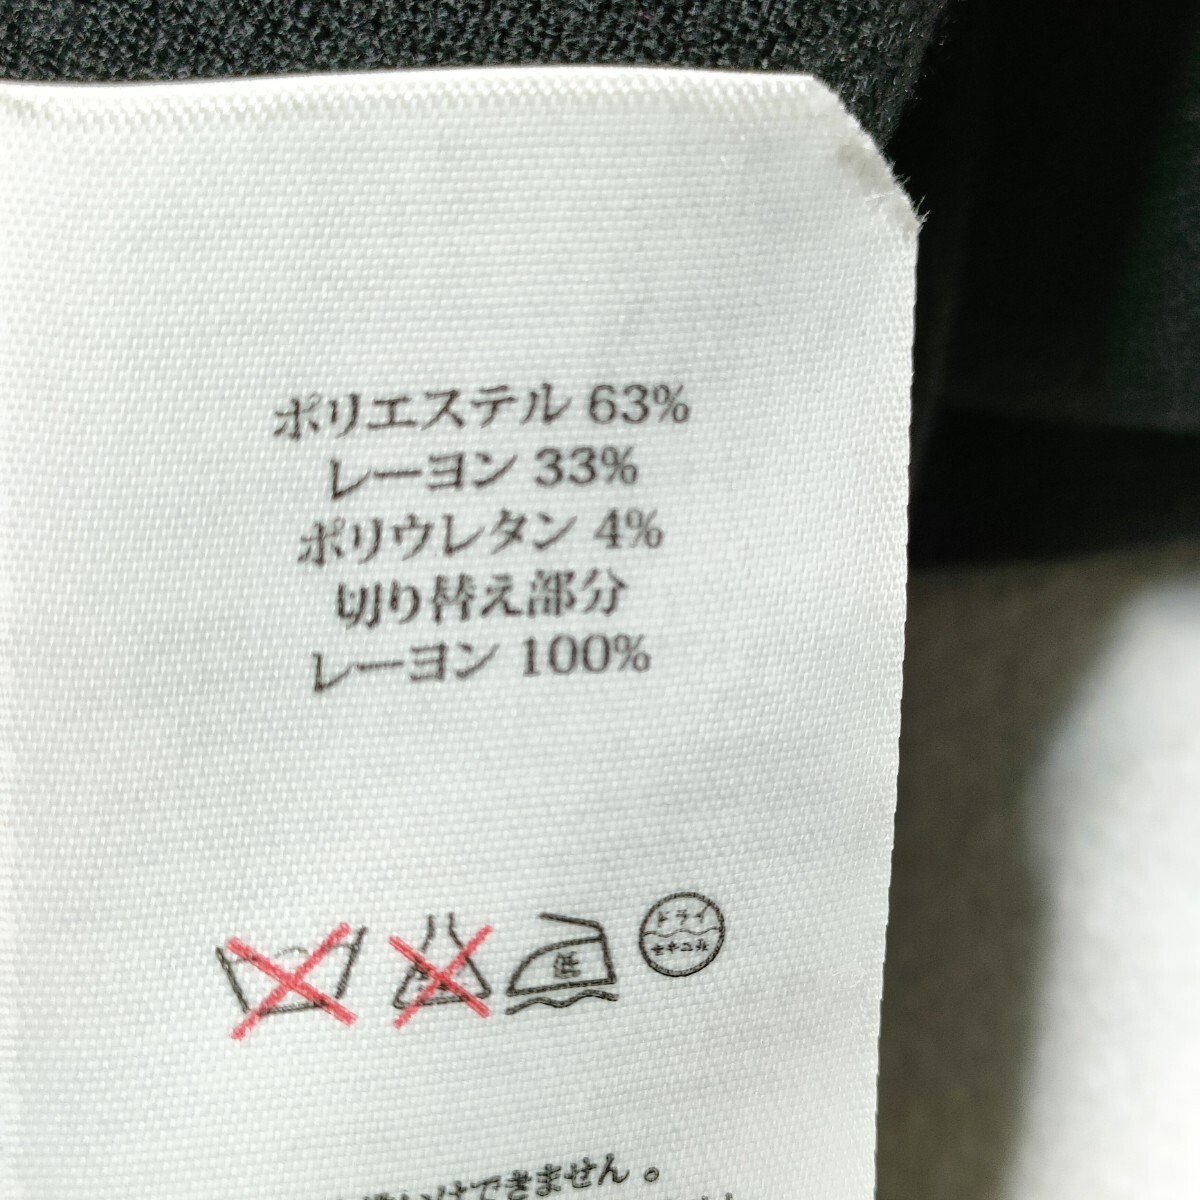 ポリエステル 63%
レーヨン 33%
ポリウレタン 4%
切り替え部分
レーヨン 100%
低
ドライ
セキユ系
はできません。